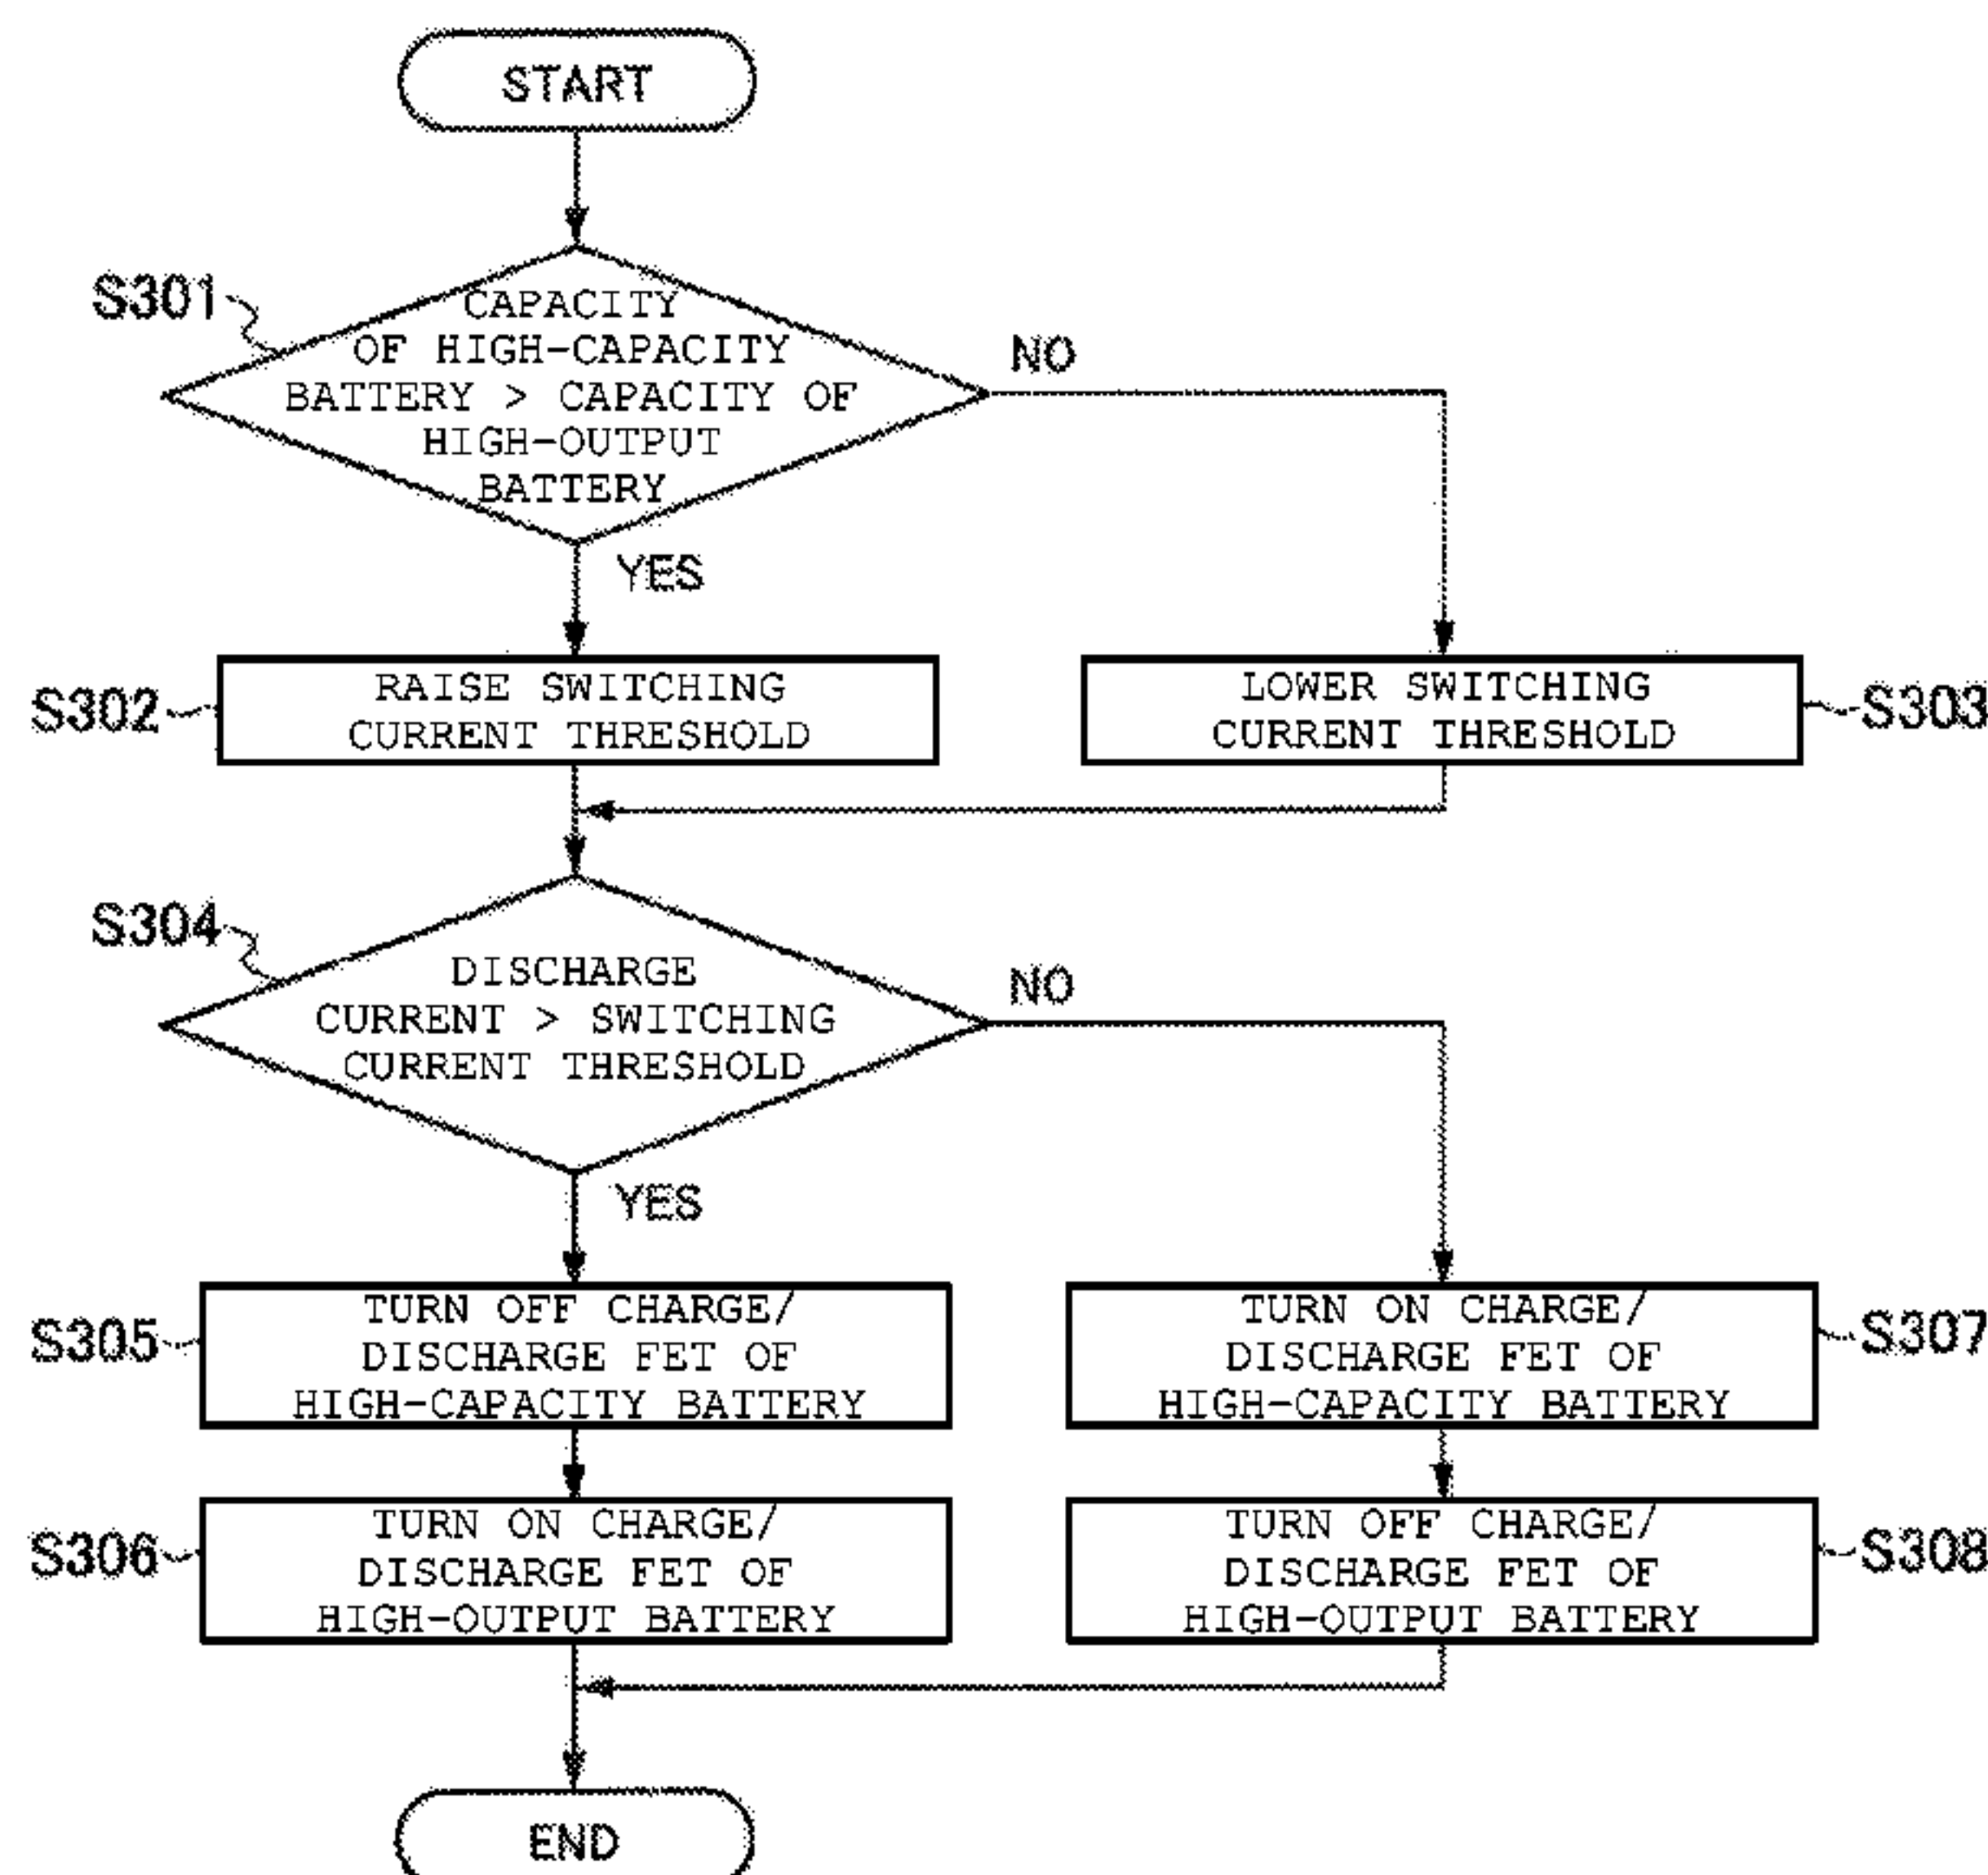 START
S301
CAPACITY
OF HIGH-CAPACITY
BATTERY > CAPACITY OF
HIGH-OUTPUT
BATTERY
NO
YES
S302
RAISE SWITCHING
CURRENT THRESHOLD
LOWER SWITCHING
CURRENT THRESHOLD
S303
S304
DISCHARGE
CURRENT > SWITCHING
CURRENT THRESHOLD
NO
YES
S305
TURN OFF CHARGE/
DISCHARGE FET OF
HIGH-CAPACITY BATTERY
TURN ON CHARGE/
DISCHARGE FET OF
HIGH-CAPACITY BATTERY
S307
S306
TURN ON CHARGE/
DISCHARGE FET OF
HIGH-OUTPUT BATTERY
TURN OFF CHARGE/
DISCHARGE FET OF
HIGH-OUTPUT BATTERY
S308
END